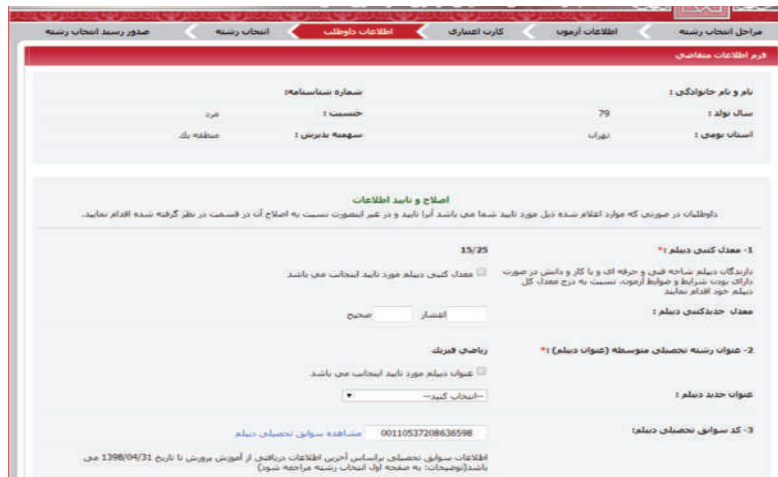 مراحل انتخاب رشته
اطلاعات آزمون
کارت اعتباری
اطلاعات داوطلب
انتخاب رشته
صدور رسید انتخاب رشته
فرم اطلاعات متقاضی
نام و نام خانوادگی :
شماره شناسنامه:
سال تولد : 79
جنسیت : مرد
استان بومی : تهران
سهمیه پذیرش : منطقه یك
اصلاح و تایید اطلاعات
داوطلبان در صورتی که موارد اعلام شده ذیل مورد تایید شما می باشد آنرا تایید و در غیر اینصورت نسبت به اصلاح آن در قسمت در نظر گرفته شده اقدام نمایید.
1- معدل کتبی دیپلم :* 15/25
دارندگان دیپلم شاخه فنی و حرفه ای و یا کار و دانش در صورت
دارای بودن شرایط و ضوابط آزمون، نسبت به درج معدل کل
دیپلم خود اقدام نمایند
معدل کتبی دیپلم مورد تایید اینجانب می باشد
معدل جدیدکتبی دیپلم :
اعشار صحیح
2- عنوان رشته تحصیلی متوسطه (عنوان دیپلم) :* ریاضی فیزیك
عنوان دیپلم مورد تایید اینجانب می باشد
عنوان جدید دیپلم : --انتخاب کنید--
3- کد سوابق تحصیلی دیپلم: 00110537208636598 مشاهده سوابق تحصیلی دیپلم
اطلاعات سوابق تحصیلی براساس آخرین اطلاعات دریافتی از آموزش پرورش تا تاریخ 1398/04/31 می
باشد(توضیحات: به صفحه اول انتخاب رشته مراجعه شود)